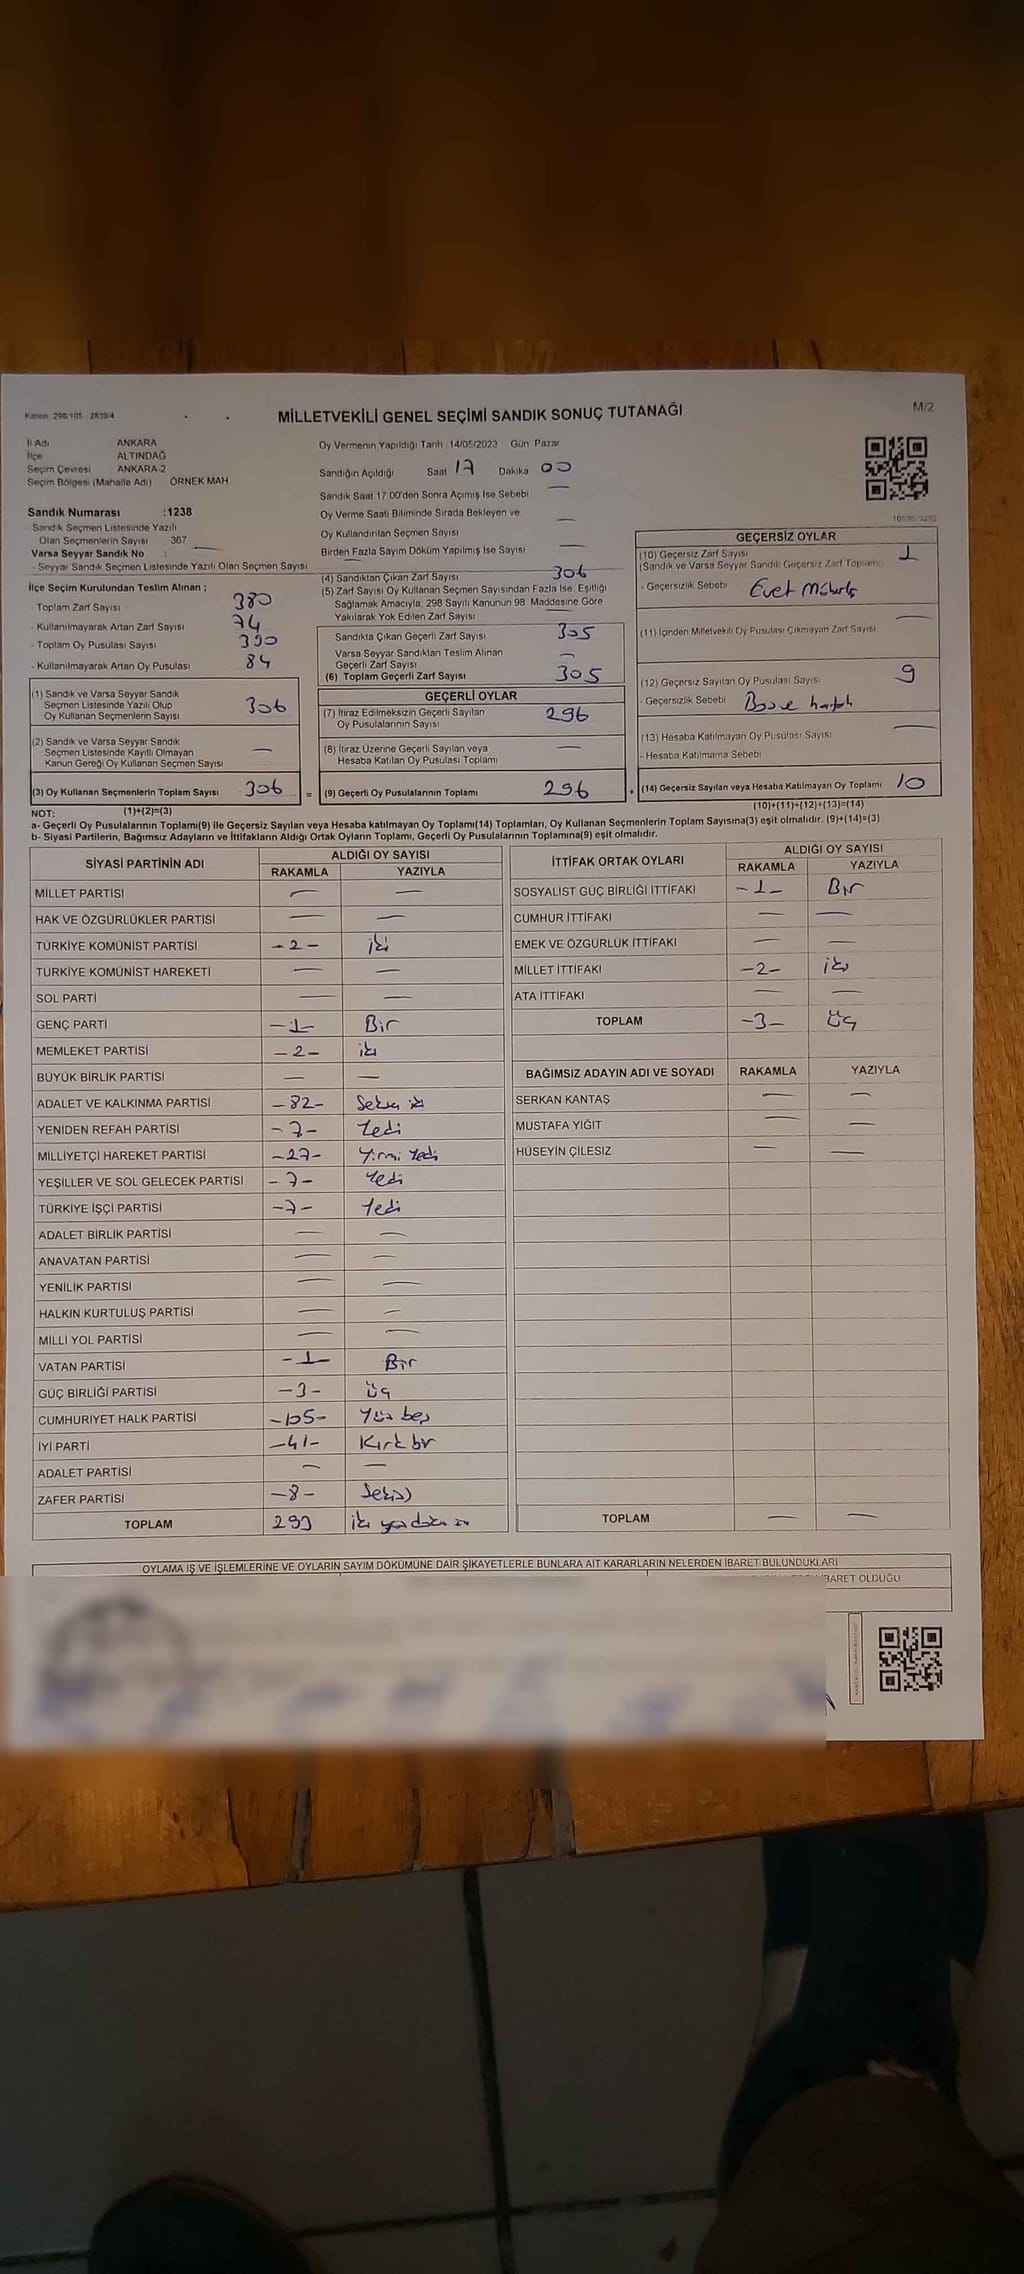 Kanun: 298/105 : 2839/4
MİLLETVEKİLİ GENEL SEÇİMİ SANDIK SONUÇ TUTANAĞI
M/2
İl Adı ANKARA
İlçe ALTINDAĞ
Seçim Çevresi ANKARA-2
Seçim Bölgesi (Mahalle Adı) ÖRNEK MAH
Sandık Numarası :1238
- Sandık Seçmen Listesinde Yazılı
Olan Seçmenlerin Sayısı 367
Varsa Seyyar Sandık No :
- Seyyar Sandık Seçmen Listesinde Yazılı Olan Seçmen Sayısı
İlçe Seçim Kurulundan Teslim Alınan ;
- Toplam Zarf Sayısı 380
- Kullanılmayarak Artan Zarf Sayısı 74
- Toplam Oy Pusulası Sayısı 390
- Kullanılmayarak Artan Oy Pusulası 84
(1) Sandık ve Varsa Seyyar Sandık
Seçmen Listesinde Yazılı Olup
Oy Kullanan Seçmenlerin Sayısı 306
(2) Sandık ve Varsa Seyyar Sandık
Seçmen Listesinde Kayıtlı Olmayan
Kanun Gereği Oy Kullanan Seçmen Sayısı —
(3) Oy Kullanan Seçmenlerin Toplam Sayısı 306 =
Oy Vermenin Yapıldığı Tarih 14/05/2023 Gün Pazar
Sandığın Açıldığı Saat 17 Dakika 00
Sandık Saat 17.00'den Sonra Açımış İse Sebebi —
Oy Verme Saati Bitiminde Sırada Bekleyen ve
Oy Kullandırılan Seçmen Sayısı —
Birden Fazla Sayım Döküm Yapılmış İse Sayısı —
(4) Sandıktan Çıkan Zarf Sayısı 306
(5) Zarf Sayısı Oy Kullanan Seçmen Sayısından Fazla İse, Eşitliği
Sağlamak Amacıyla, 298 Sayılı Kanunun 98. Maddesine Göre
Yakılarak Yok Edilen Zarf Sayısı —
Sandıkta Çıkan Geçerli Zarf Sayısı 305
Varsa Seyyar Sandıktan Teslim Alınan
Geçerli Zarf Sayısı —
(6) Toplam Geçerli Zarf Sayısı 305
GEÇERLİ OYLAR
(7) İtiraz Edilmeksizin Geçerli Sayılan
Oy Pusulalarının Sayısı 296
(8) İtiraz Üzerine Geçerli Sayılan veya
Hesaba Katılan Oy Pusulası Toplamı —
(9) Geçerli Oy Pusulalarının Toplamı 296 +
GEÇERSİZ OYLAR
(10) Geçersiz Zarf Sayısı 1
(Sandık ve Varsa Seyyar Sandık Geçersiz Zarf Toplamı)
- Geçersizlik Sebebi Evet
(11) İçinden Milletvekili Oy Pusulası Çıkmayan Zarf Sayısı —
(12) Geçersiz Sayılan Oy Pusulası Sayısı 9
- Geçersizlik Sebebi
(13) Hesaba Katılmayan Oy Pusulası Sayısı —
- Hesaba Katılmama Sebebi
(14) Geçersiz Sayılan veya Hesaba Katılmayan Oy Toplamı 10
NOT: (1)+(2)=(3) (10)+(11)+(12)+(13)=(14)
a- Geçerli Oy Pusulalarının Toplamı(9) ile Geçersiz Sayılan veya Hesaba katılmayan Oy Toplamı(14) Toplamları, Oy Kullanan Seçmenlerin Toplam Sayısına(3) eşit olmalıdır. (9)+(14)=(3)
b- Siyasi Partilerin, Bağımsız Adayların ve İttifakların Aldığı Ortak Oyların Toplamı, Geçerli Oy Pusulalarının Toplamına(9) eşit olmalıdır.
SİYASİ PARTİNİN ADI ALDIĞI OY SAYISI
RAKAMLA YAZIYLA
MİLLET PARTİSİ — —
HAK VE ÖZGÜRLÜKLER PARTİSİ — —
TÜRKİYE KOMÜNİST PARTİSİ -2- iki
TÜRKİYE KOMÜNİST HAREKETİ — —
SOL PARTİ — —
GENÇ PARTİ -1- Bir
MEMLEKET PARTİSİ -2- iki
BÜYÜK BİRLİK PARTİSİ — —
ADALET VE KALKINMA PARTİSİ -82- Seksen iki
YENİDEN REFAH PARTİSİ -7- Yedi
MİLLİYETÇİ HAREKET PARTİSİ -27- Yirmi Yedi
YEŞİLLER VE SOL GELECEK PARTİSİ -7- Yedi
TÜRKİYE İŞÇİ PARTİSİ -7- Yedi
ADALET BİRLİK PARTİSİ — —
ANAVATAN PARTİSİ — —
YENİLİK PARTİSİ — —
HALKIN KURTULUŞ PARTİSİ — —
MİLLİ YOL PARTİSİ — —
VATAN PARTİSİ -1- Bir
GÜÇ BİRLİĞİ PARTİSİ -3- üç
CUMHURİYET HALK PARTİSİ -105- Yüz beş
İYİ PARTİ -41- Kırk bir
ADALET PARTİSİ — —
ZAFER PARTİSİ -8- Sekiz
TOPLAM 293 iki yüz doksan
İTTİFAK ORTAK OYLARI ALDIĞI OY SAYISI
RAKAMLA YAZIYLA
SOSYALİST GÜÇ BİRLİĞİ İTTİFAKI -1- Bir
CUMHUR İTTİFAKI — —
EMEK VE ÖZGÜRLÜK İTTİFAKI — —
MİLLET İTTİFAKI -2- iki
ATA İTTİFAKI — —
TOPLAM -3- üç
BAĞIMSIZ ADAYIN ADI VE SOYADI RAKAMLA YAZIYLA
SERKAN KANTAŞ — —
MUSTAFA YİĞİT — —
HÜSEYİN ÇİLESİZ — —
TOPLAM — —
OYLAMA İŞ VE İŞLEMLERİNE VE OYLARIN SAYIM DÖKÜMÜNE DAİR ŞİKAYETLERLE BUNLARA AİT KARARLARIN NELERDEN İBARET BULUNDUKLARI
İBARET OLDUĞU